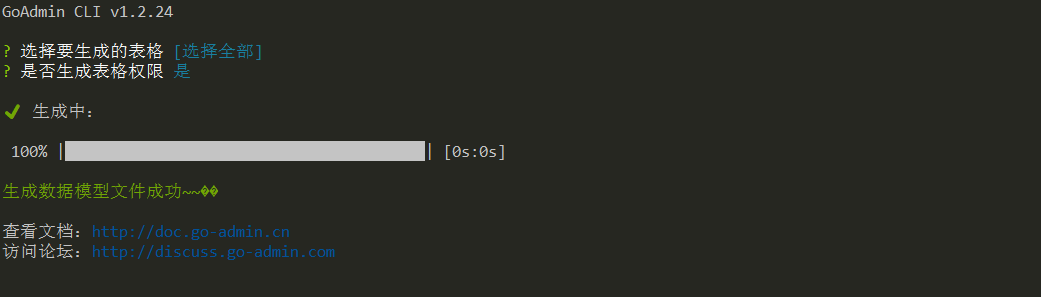 GoAdmin CLI v1.2.24
? 选择要生成的表格 [选择全部]
? 是否生成表格权限 是
✔ 生成中:
100% | | [0s:0s]
生成数据模型文件成功~~��
查看文档: http://doc.go-admin.cn
访问论坛: http://discuss.go-admin.com